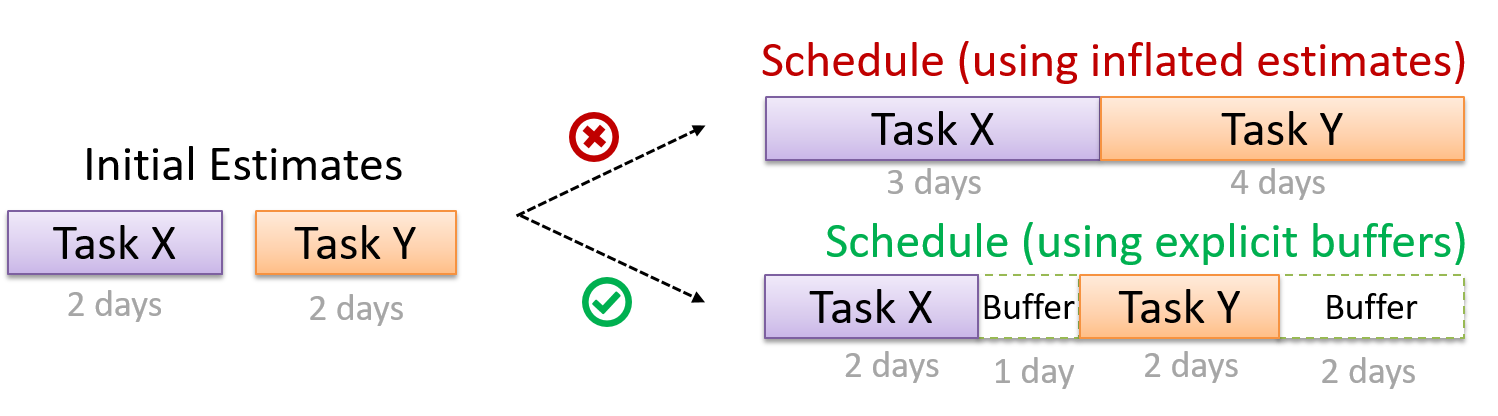 Initial Estimates
Task X
Task Y
2 days
2 days
Schedule (using inflated estimates)
Task X
Task Y
3 days
4 days
Schedule (using explicit buffers)
Task X
Buffer
Task Y
Buffer
2 days
1 day
2 days
2 days